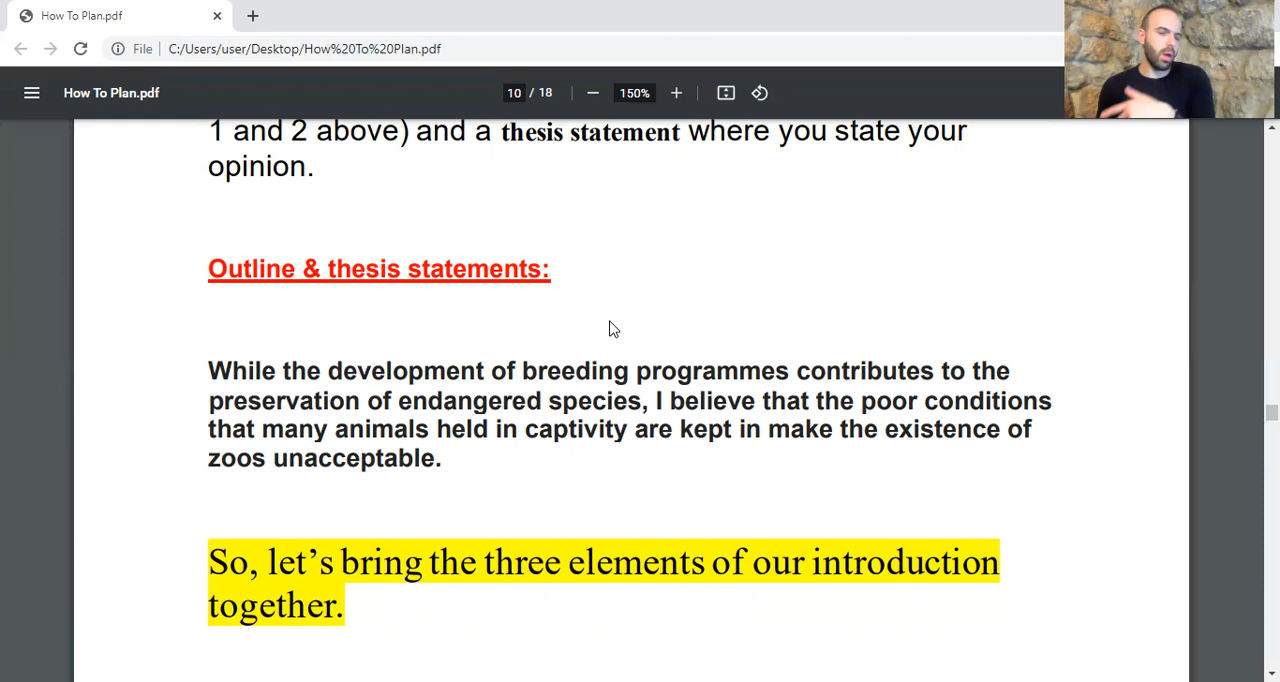 How To Plan.pdf
File
C:/Users/user/Desktop/How%20To%20Plan.pdf
How To Plan.pdf
10 / 18
150%
1 and 2 above) and a thesis statement where you state your
opinion.
Outline & thesis statements:
While the development of breeding programmes contributes to the
preservation of endangered species, I believe that the poor conditions
that many animals held in captivity are kept in make the existence of
zoos unacceptable.
So, let’s bring the three elements of our introduction
together.